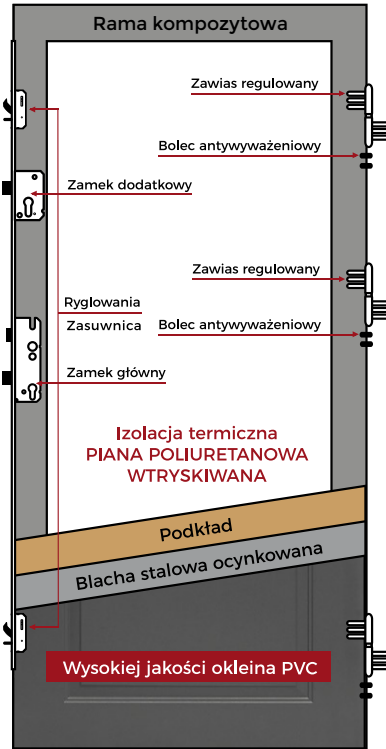 Rama kompozytowa
Zawias regulowany
Bolec antywyważeniowy
Zamek dodatkowy
Zawias regulowany
Ryglowania
Zasuwnica
Bolec antywyważeniowy
Zamek główny
Izolacja termiczna
PIANA POLIURETANOWA
WTRYSKIWANA
Podkład
Blacha stalowa ocynkowana
Wysokiej jakości okleina PVC